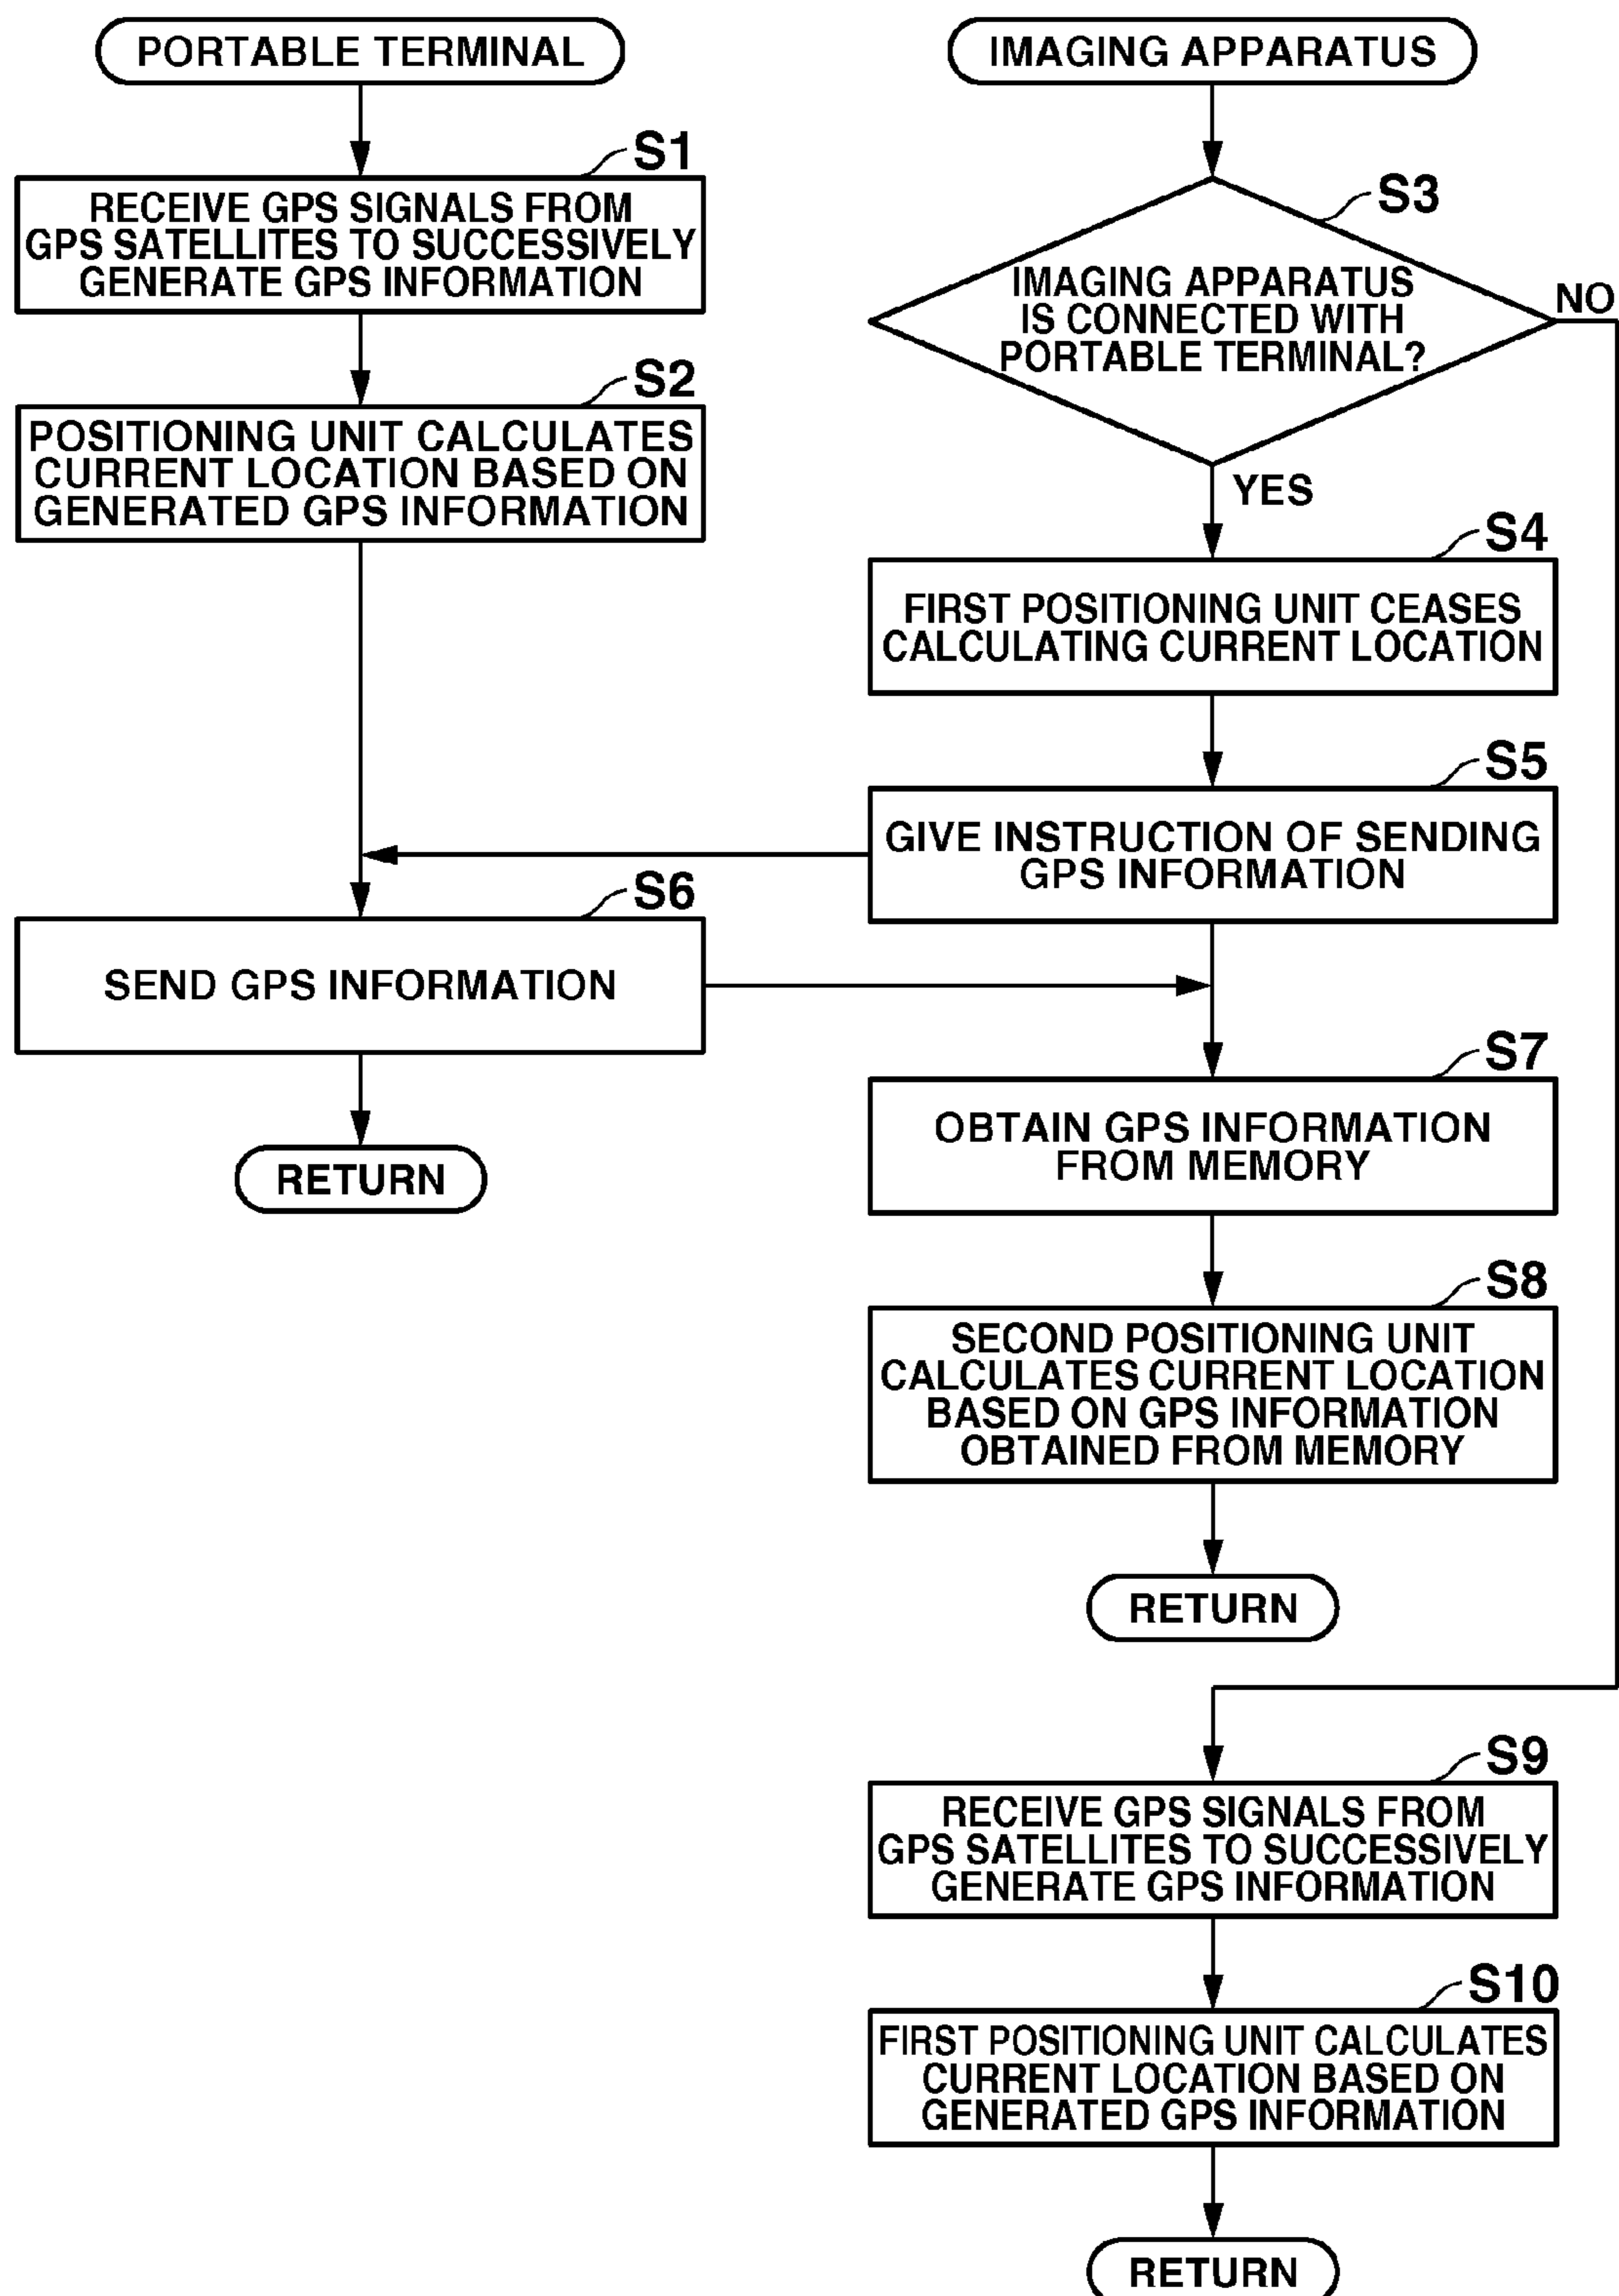 PORTABLE TERMINAL
S1
RECEIVE GPS SIGNALS FROM
GPS SATELLITES TO SUCCESSIVELY
GENERATE GPS INFORMATION
S2
POSITIONING UNIT CALCULATES
CURRENT LOCATION BASED ON
GENERATED GPS INFORMATION
S6
SEND GPS INFORMATION
RETURN
IMAGING APPARATUS
S3
IMAGING APPARATUS
IS CONNECTED WITH
PORTABLE TERMINAL?
NO
YES
S4
FIRST POSITIONING UNIT CEASES
CALCULATING CURRENT LOCATION
S5
GIVE INSTRUCTION OF SENDING
GPS INFORMATION
S7
OBTAIN GPS INFORMATION
FROM MEMORY
S8
SECOND POSITIONING UNIT
CALCULATES CURRENT LOCATION
BASED ON GPS INFORMATION
OBTAINED FROM MEMORY
RETURN
S9
RECEIVE GPS SIGNALS FROM
GPS SATELLITES TO SUCCESSIVELY
GENERATE GPS INFORMATION
S10
FIRST POSITIONING UNIT CALCULATES
CURRENT LOCATION BASED ON
GENERATED GPS INFORMATION
RETURN